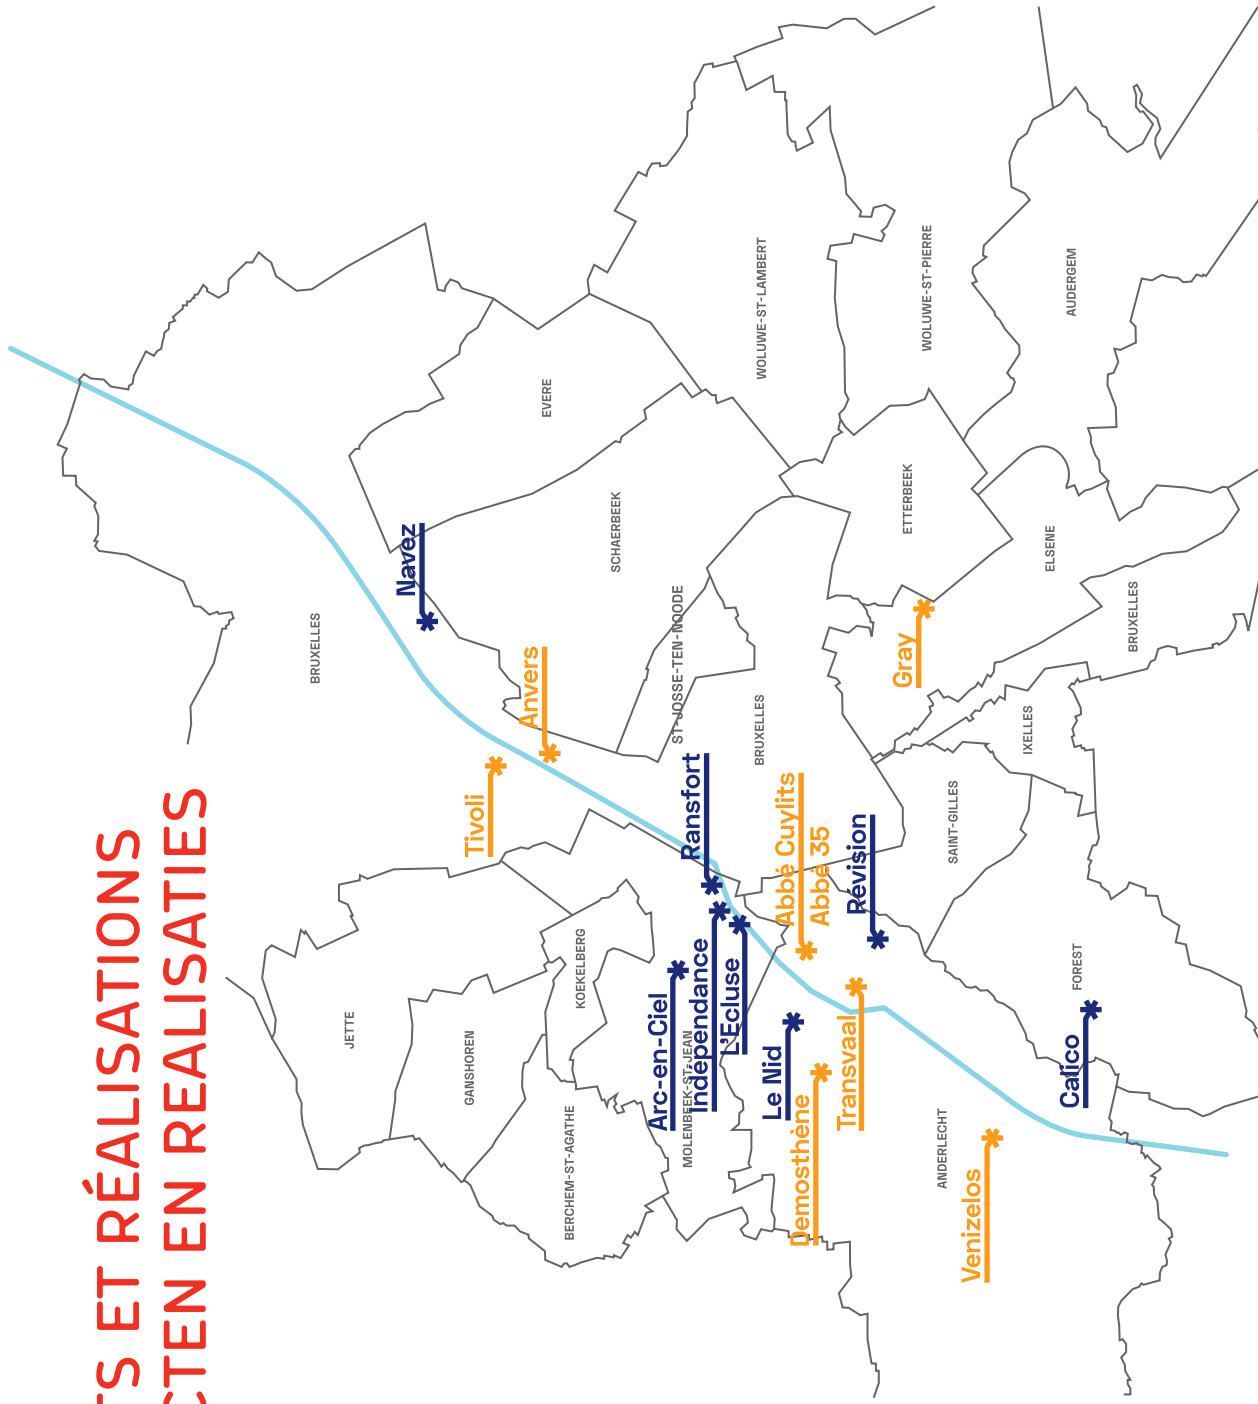 TS ET RÉALISATIONS
CTEN EN REALISATIES
BRUXELLES
Navez
EVERE
SCHAERBEEK
WOLUWE-ST-LAMBERT
WOLUWE-ST-PIERRE
AUDERGEM
ETTERBEEK
ELSENE
BRUXELLES
ST-JOSSE-TEN-NOODE
BRUXELLES
Anvers
Tivoli
Gray
IXELLES
SAINT-GILLES
Ransfort
Abbé Cuylits
Abbé 35
Révision
JETTE
GANSHOREN
KOEKELBERG
BERCHEM-ST-AGATHE
Arc-en-Ciel
MOLENBEEK-ST-JEAN
Indépendance
L'Ecluse
Le Nid
Demosthène
Transvaal
FOREST
Calico
ANDERLECHT
Venizelos